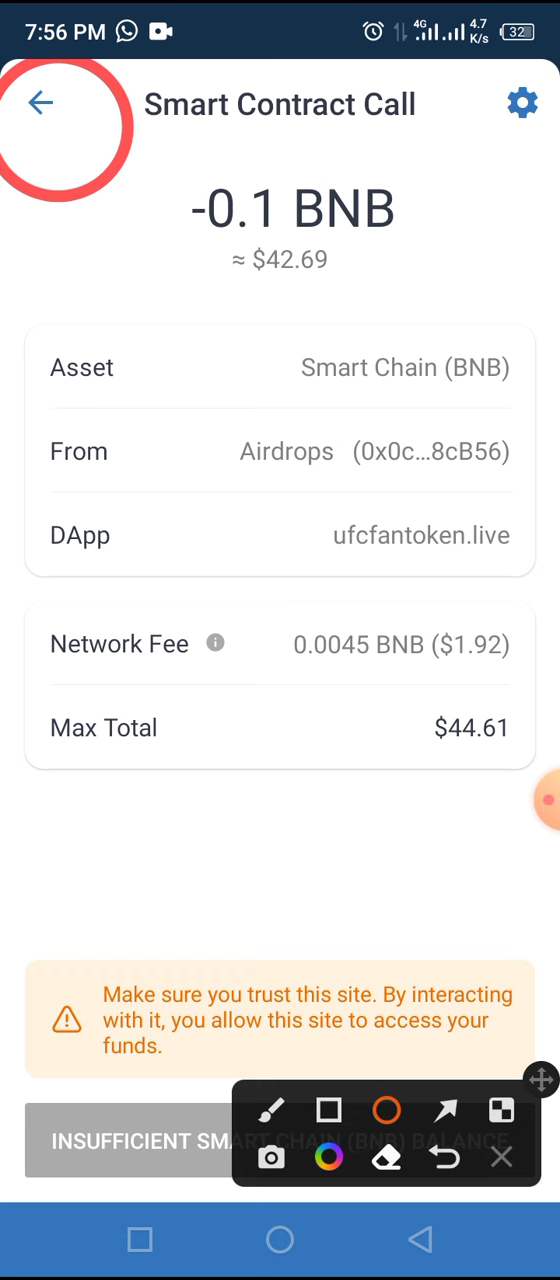 7:56 PM 4G 4.7 K/s 32
Smart Contract Call
-0.1 BNB
≈ $42.69
Asset Smart Chain (BNB)
From Airdrops (0x0c...8cB56)
DApp ufcfantoken.live
Network Fee 0.0045 BNB ($1.92)
Max Total $44.61
Make sure you trust this site. By interacting
with it, you allow this site to access your
funds.
INSUFFICIENT SMART CHAIN (BNB) BALANCE